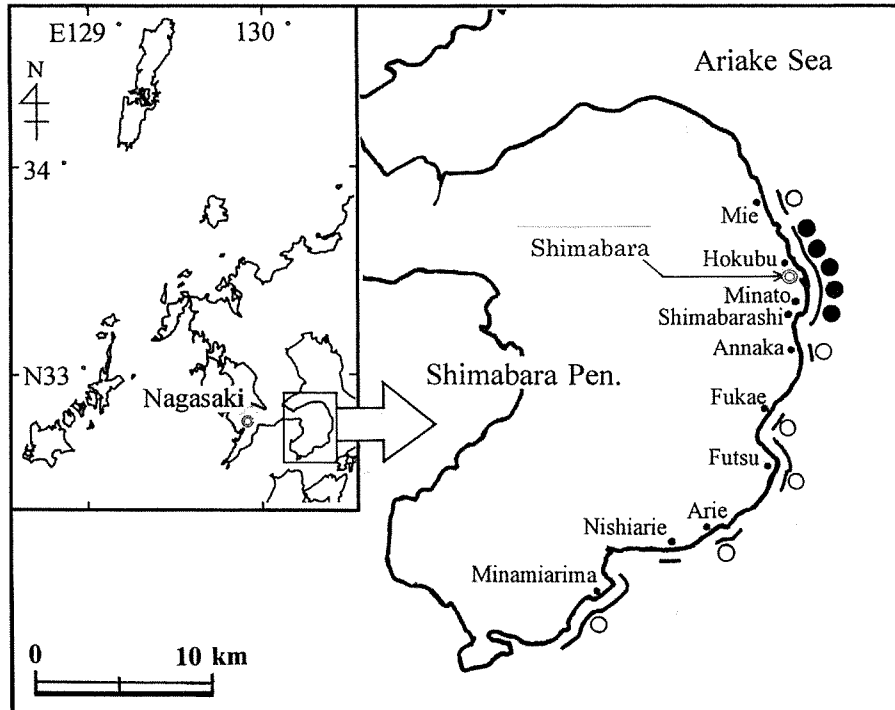 E129°
130°
N
34°
N33°
Nagasaki
Ariake Sea
Mie
Shimabara
Hokubu
Minato
Shimabarashi
Annaka
Shimabara Pen.
Fukae
Futsu
Arie
Nishiarie
Minamiarima
0 10 km